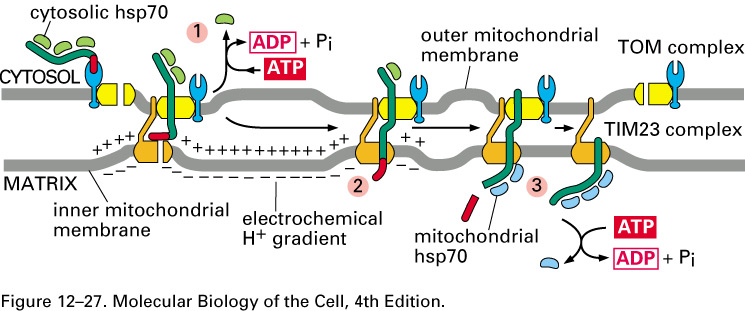 cytosolic hsp70
1
ADP + Pi
ATP
outer mitochondrial
membrane
TOM complex
CYTOSOL
TIM23 complex
+++
+
+
+++++++++
+
+
MATRIX
2
3
inner mitochondrial
membrane
electrochemical
H+ gradient
mitochondrial
hsp70
ATP
ADP + Pi
Figure 12–27. Molecular Biology of the Cell, 4th Edition.